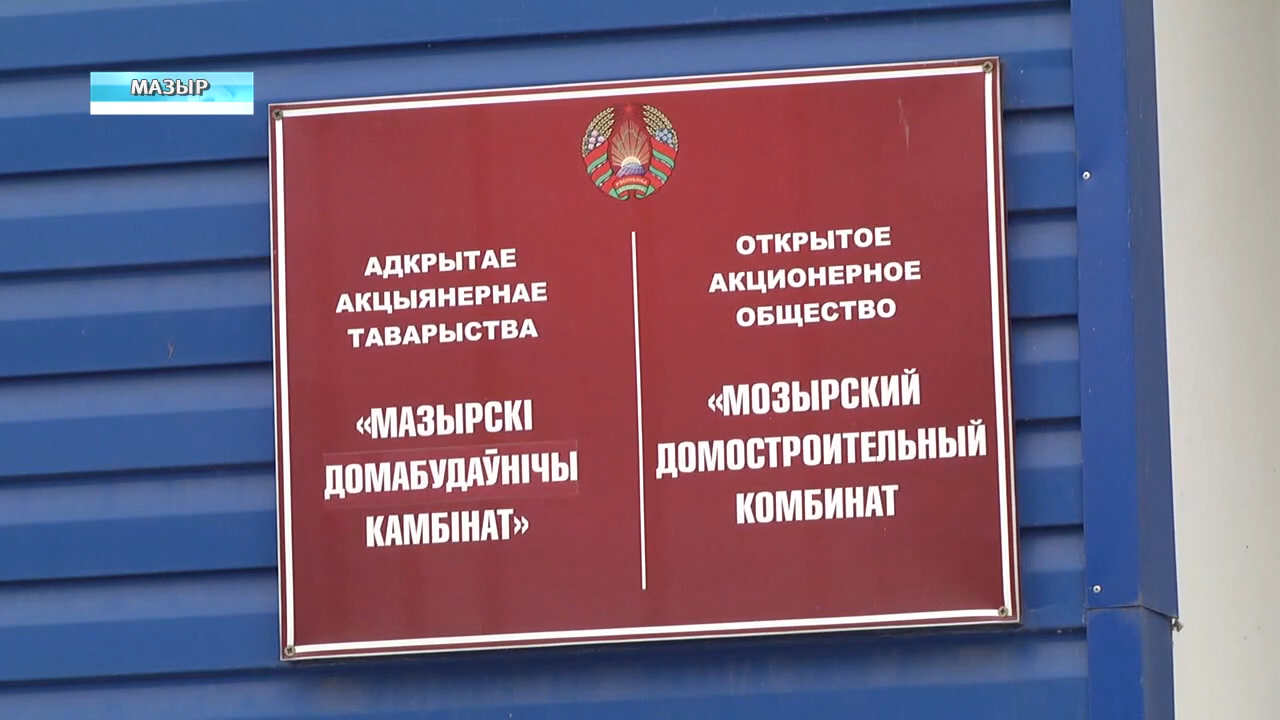 МАЗЫР
АДКРЫТАЕ
АКЦЫЯНЕРНАЕ
ТАВАРЫСТВА
«МАЗЫРСКІ
ДОМАБУДАЎНІЧЫ
КАМБІНАТ»
ОТКРЫТОЕ
АКЦИОНЕРНОЕ
ОБЩЕСТВО
«МОЗЫРСКИЙ
ДОМОСТРОИТЕЛЬНЫЙ
КОМБИНАТ